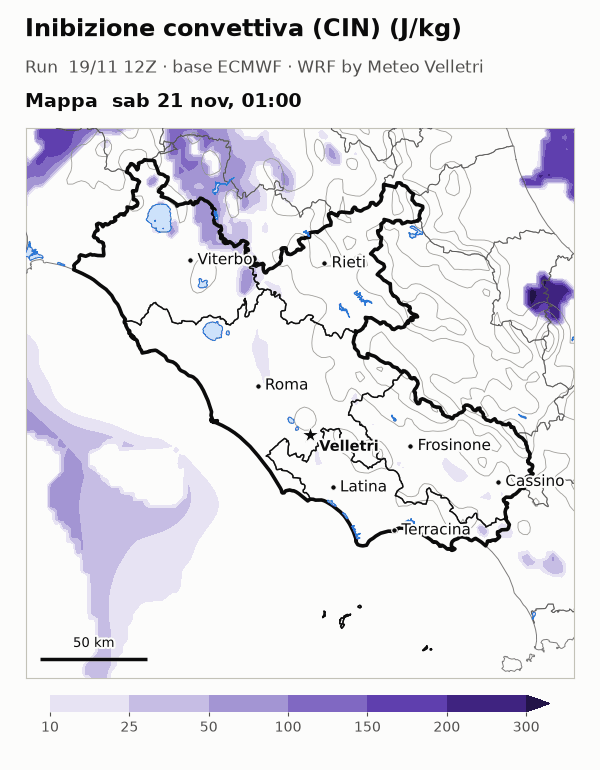 Inibizione convettiva (CIN) (J/kg)
Run  19/11 12Z · base ECMWF · WRF by Meteo Velletri
Mappa  sab 21 nov, 01:00
Viterbo
Rieti
Roma
Velletri
Frosinone
Latina
Cassino
Terracina
50 km
10 25 50 100 150 200 300